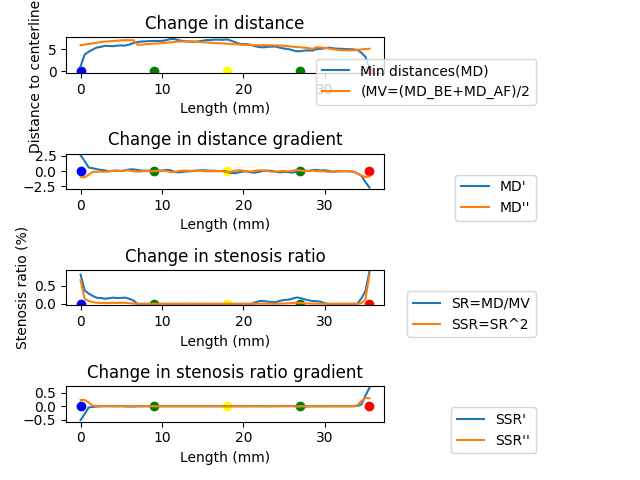 Change in distance
Distance to centerline
5
0
0
10
20
30
Length (mm)
Min distances(MD)
(MV=(MD_BE+MD_AF)/2
Change in distance gradient
2.5
0.0
−2.5
0
10
20
30
Length (mm)
MD'
MD''
Change in stenosis ratio
Stenosis ratio (%)
0.5
0.0
0
10
20
30
Length (mm)
SR=MD/MV
SSR=SR^2
Change in stenosis ratio gradient
0.5
0.0
−0.5
0
10
20
30
Length (mm)
SSR'
SSR''